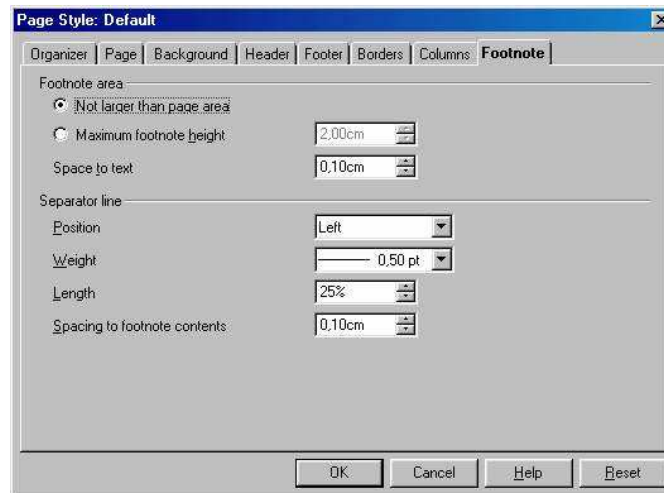 Page Style: Default
Organizer Page Background Header Footer Borders Columns Footnote
Footnote area
Not larger than page area
Maximum footnote height 2,00cm
Space to text 0,10cm
Separator line
Position Left
Weight 0,50 pt
Length 25%
Spacing to footnote contents 0,10cm
OK Cancel Help Reset